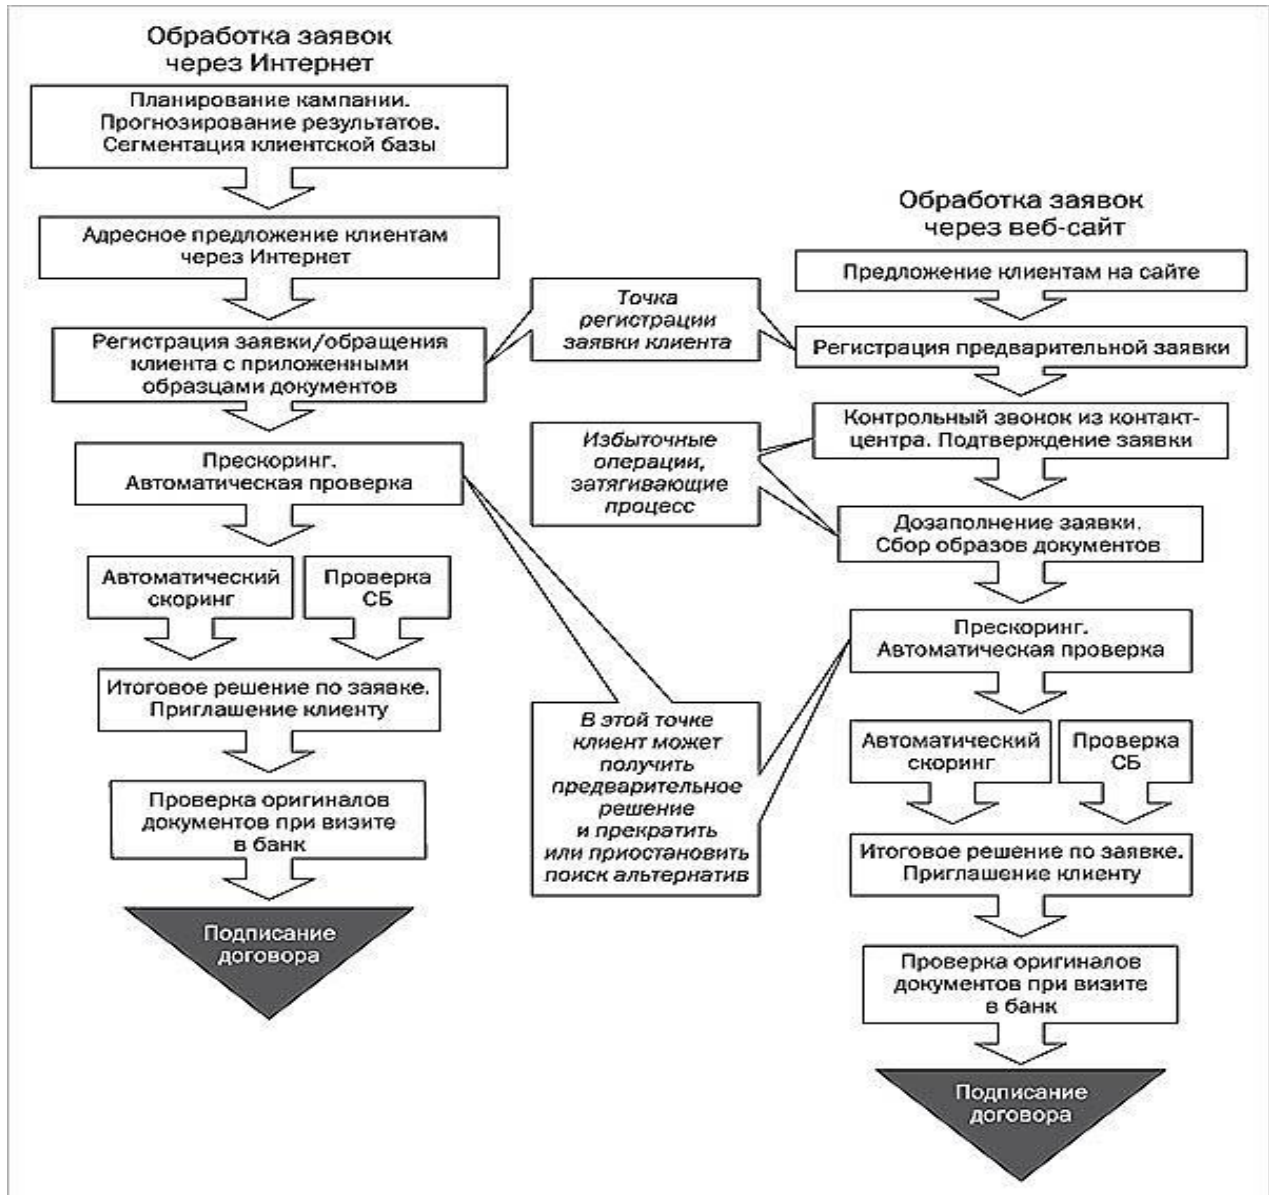 Обработка заявок
через Интернет
Планирование кампании.
Прогнозирование результатов.
Сегментация клиентской базы
Адресное предложение клиентам
через Интернет
Регистрация заявки/обращения
клиента с приложенными
образцами документов
Прескоринг.
Автоматическая проверка
Автоматический
скоринг
Проверка
СБ
Итоговое решение по заявке.
Приглашение клиенту
Проверка оригиналов
документов при визите
в банк
Подписание
договора
Точка
регистрации
заявки клиента
Избыточные
операции,
затягивающие
процесс
В этой точке
клиент может
получить
предварительное
решение
и прекратить
или приостановить
поиск альтернатив
Обработка заявок
через веб-сайт
Предложение клиентам на сайте
Регистрация предварительной заявки
Контрольный звонок из контакт-
центра. Подтверждение заявки
Дозаполнение заявки.
Сбор образов документов
Прескоринг.
Автоматическая проверка
Автоматический
скоринг
Проверка
СБ
Итоговое решение по заявке.
Приглашение клиенту
Проверка оригиналов
документов при визите
в банк
Подписание
договора